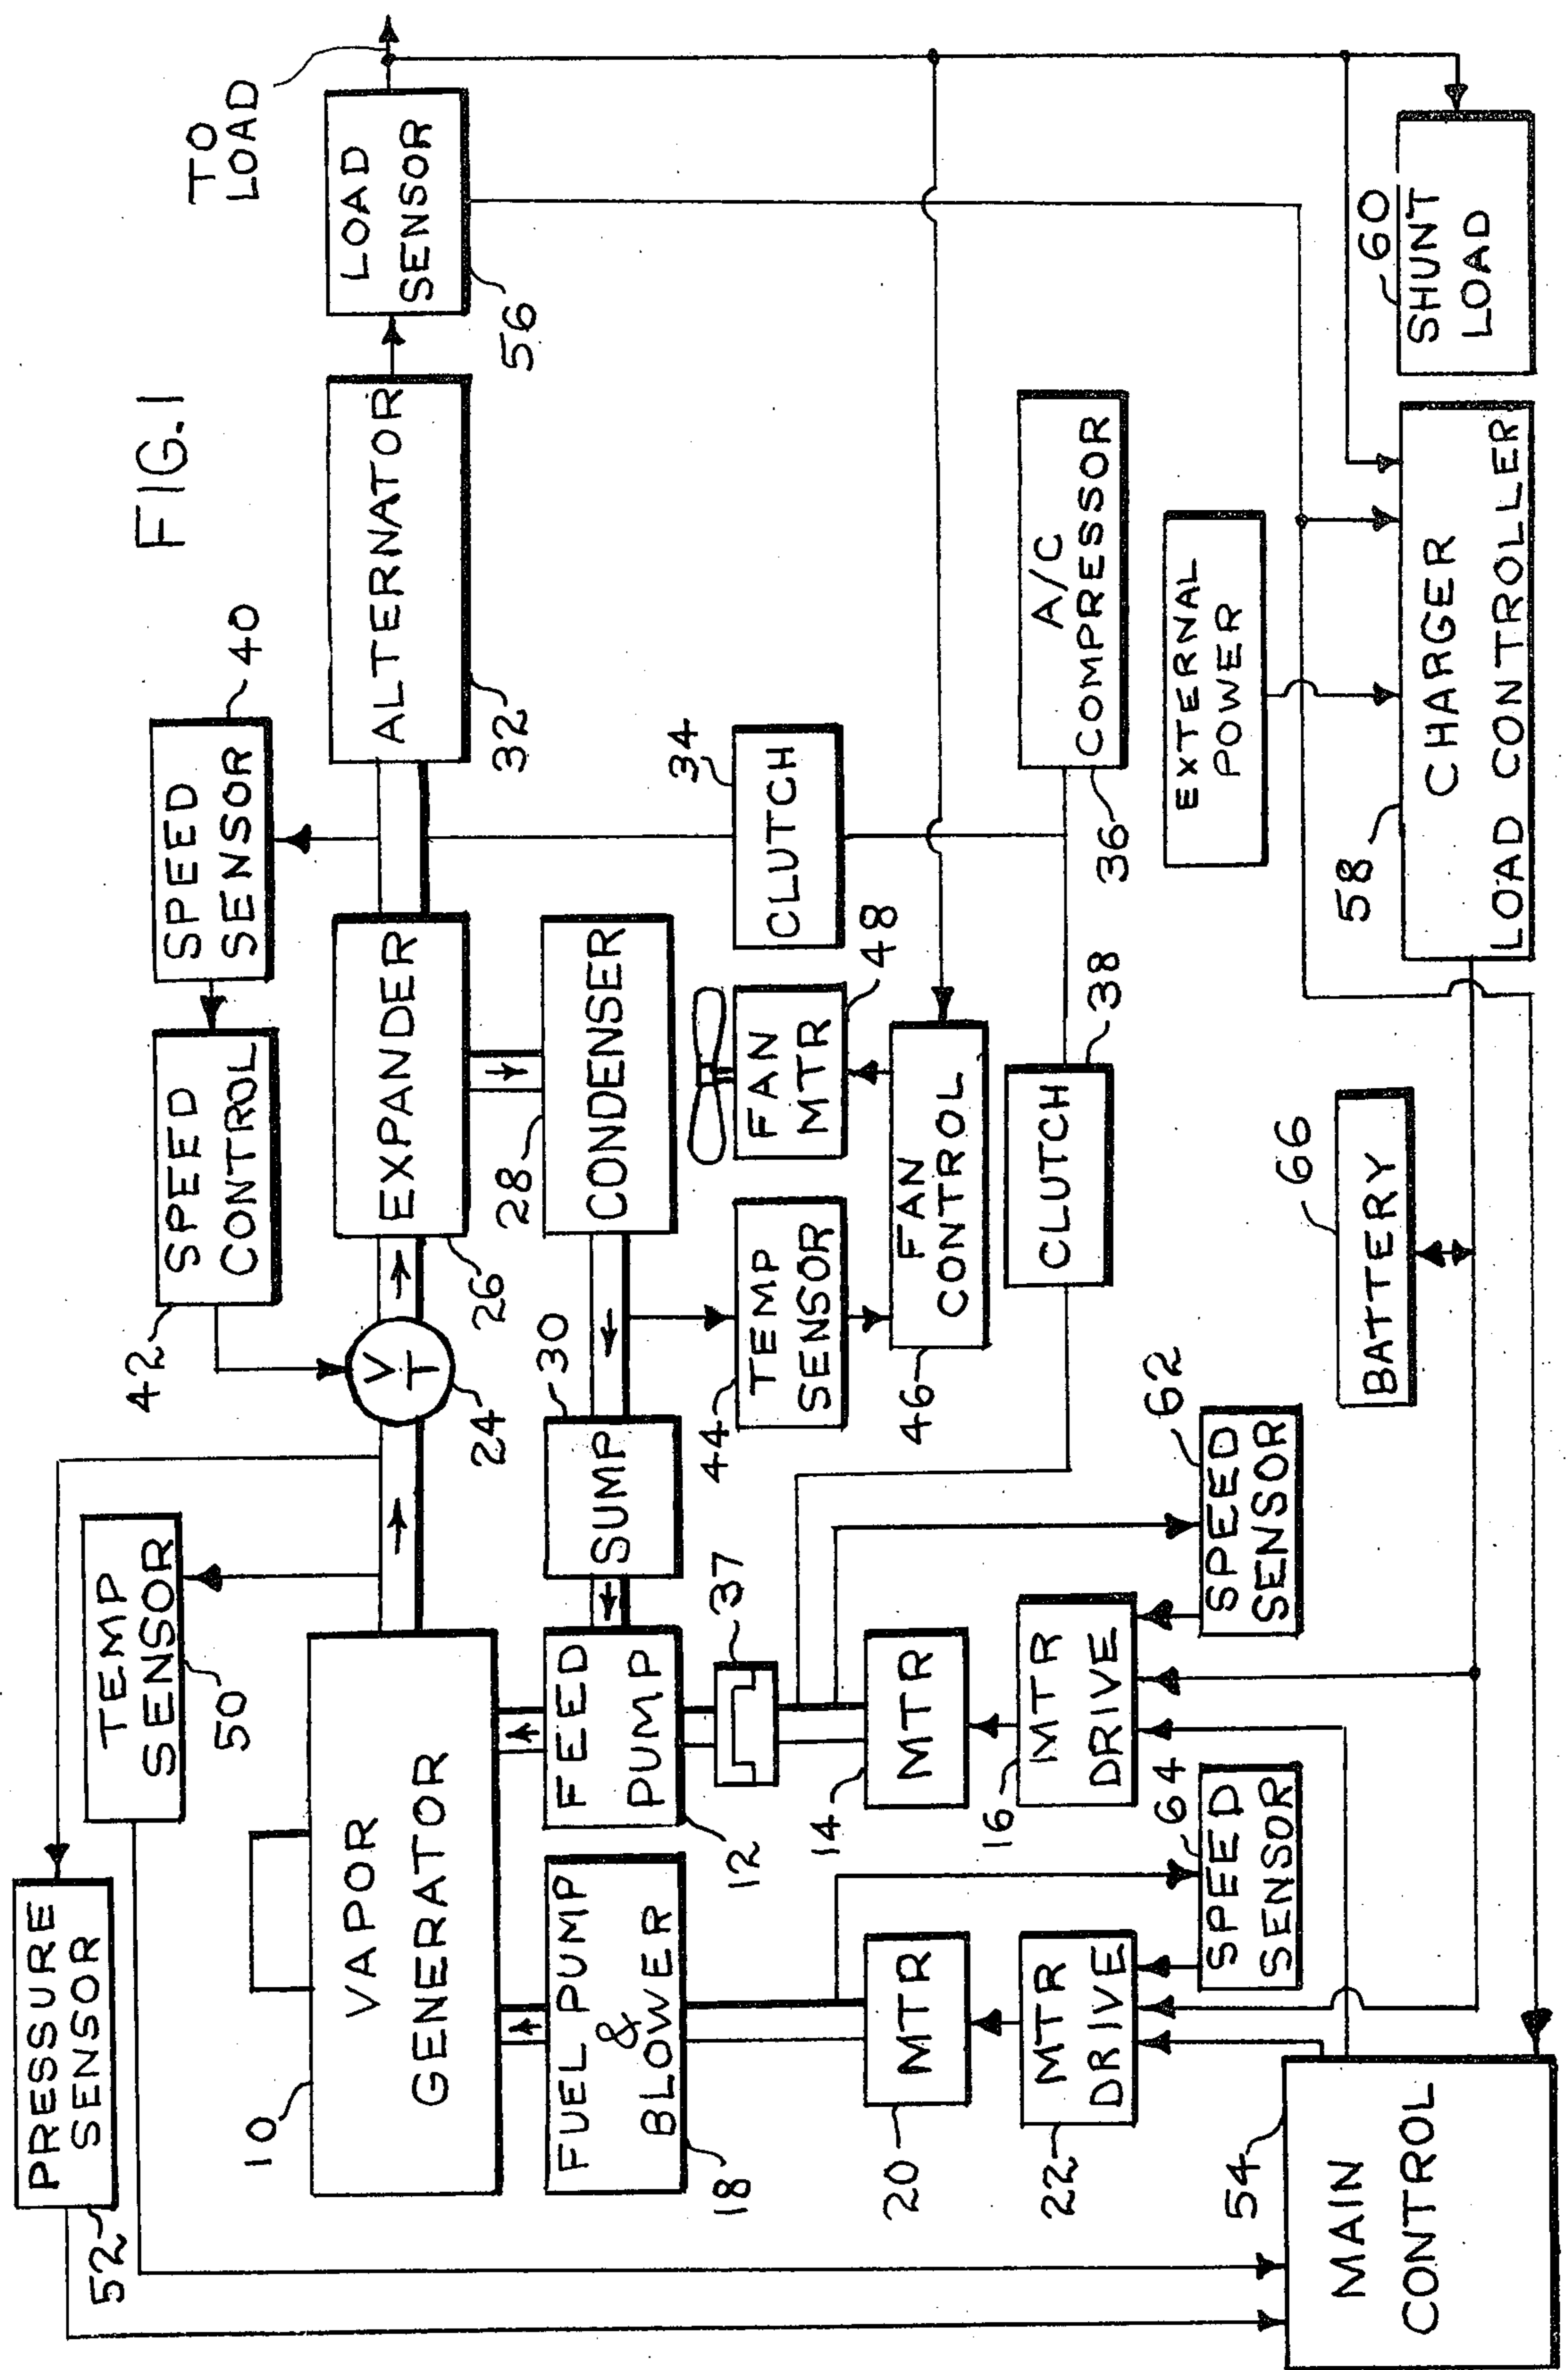 52
PRESSURE
SENSOR
TEMP
SENSOR
50
42
SPEED
CONTROL
SPEED
SENSOR
40
FIG.1
TO
LOAD
10
VAPOR
GENERATOR
VT
24
26
EXPANDER
ALTERNATOR
32
LOAD
SENSOR
56
FUEL PUMP
&
BLOWER
18
FEED
PUMP
12
SUMP
30
28
CONDENSER
37
44
TEMP
SENSOR
FAN
MTR
48
CLUTCH
34
20
MTR
14
MTR
46
FAN
CONTROL
22
MTR
DRIVE
16
MTR
DRIVE
CLUTCH
38
36
A/C
COMPRESSOR
64
SPEED
SENSOR
62
SPEED
SENSOR
EXTERNAL
POWER
54
MAIN
CONTROL
66
BATTERY
58
CHARGER
LOAD CONTROLLER
60
SHUNT
LOAD